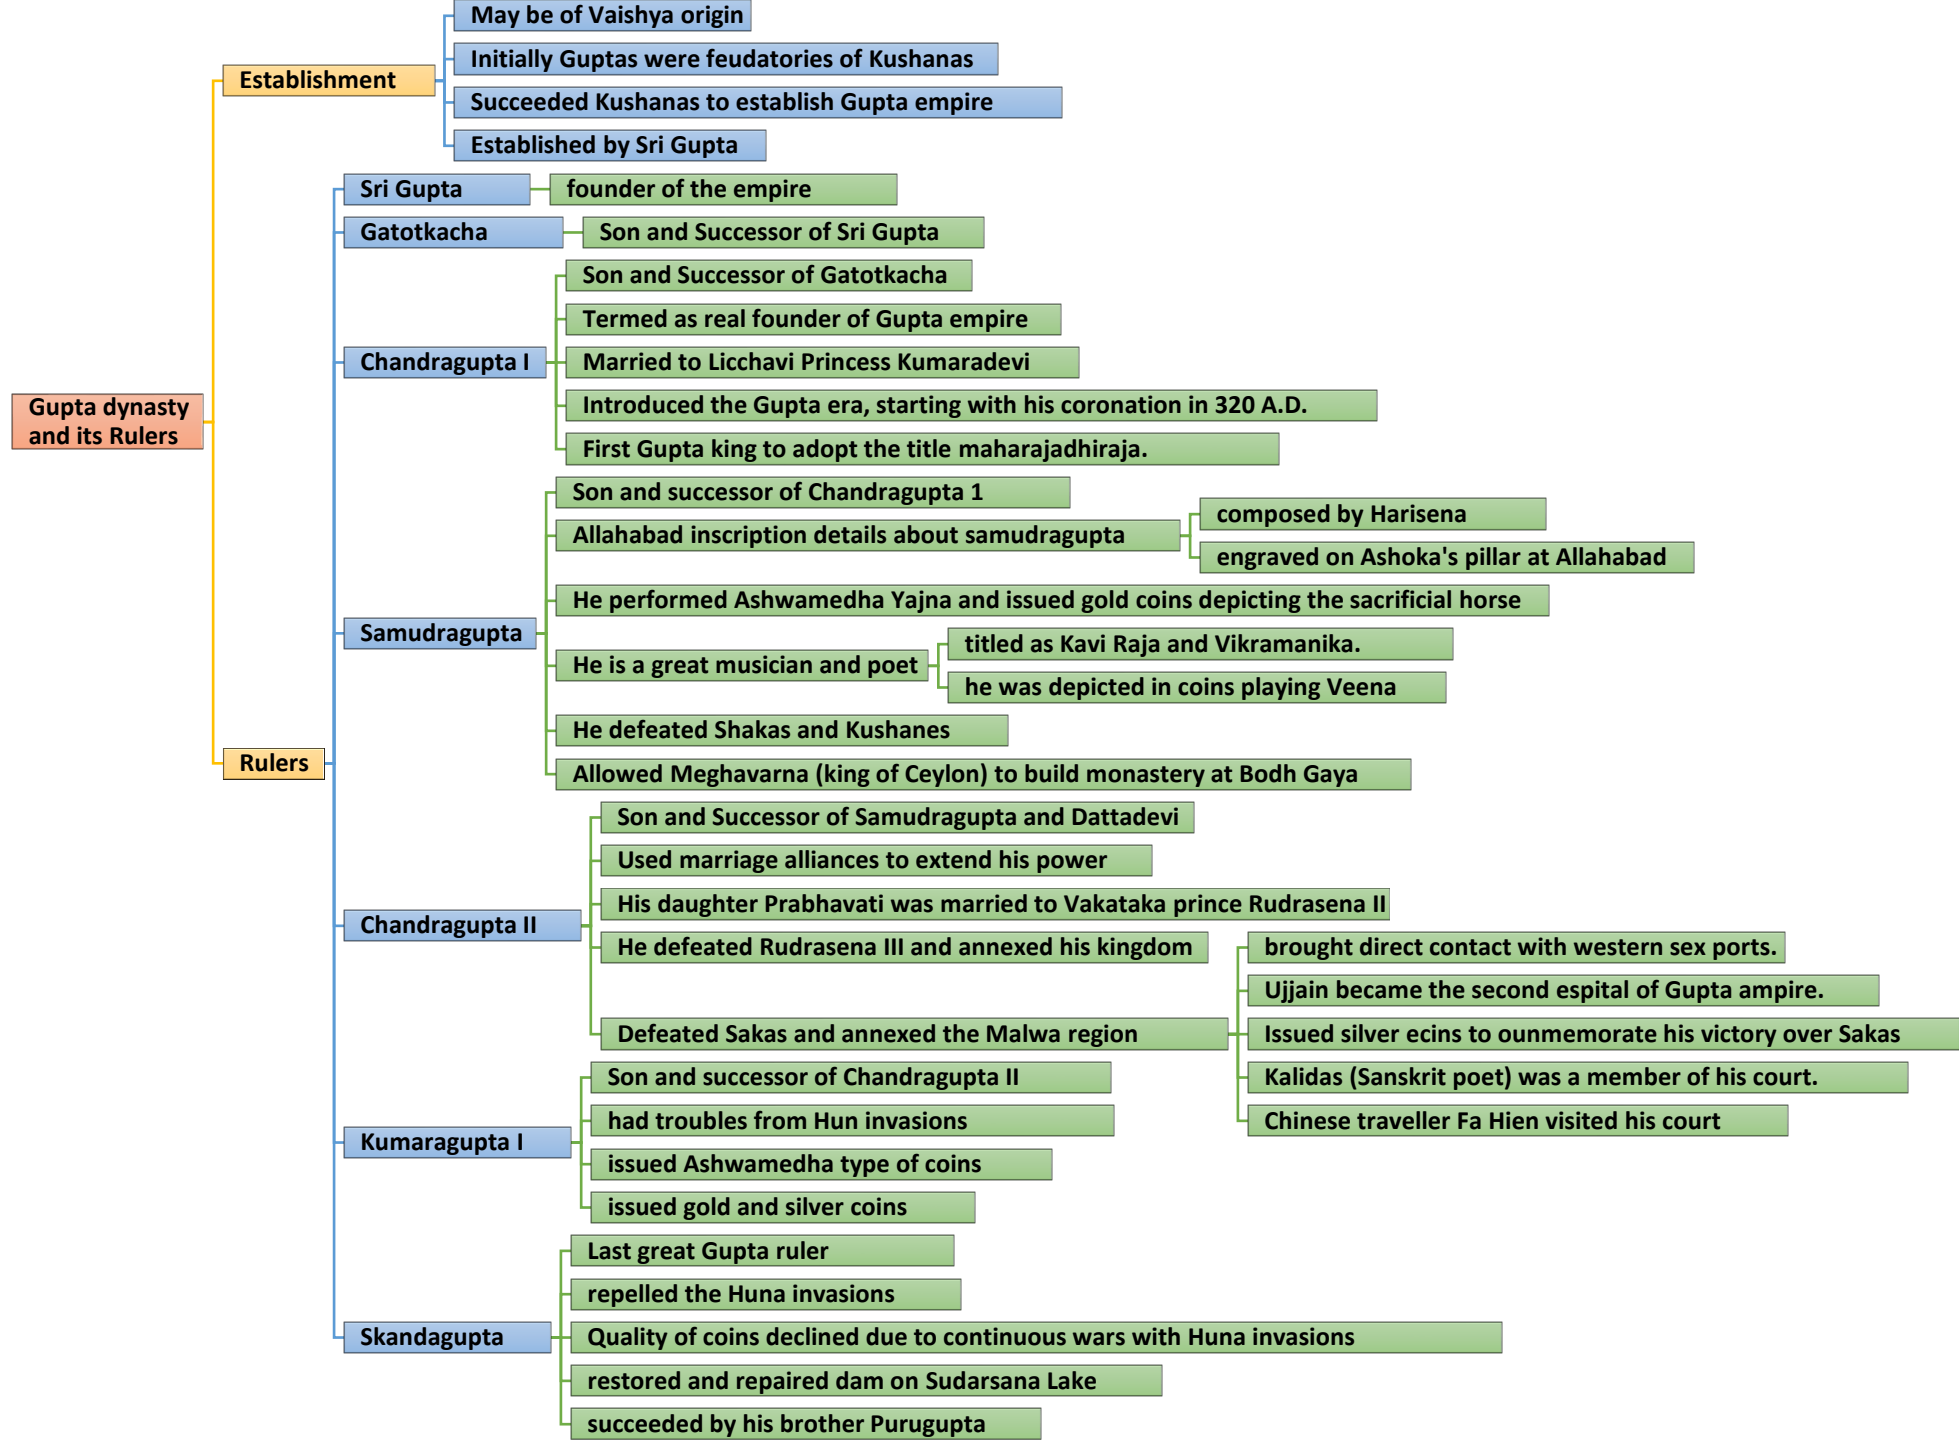 Gupta dynasty
and its Rulers
Establishment
May be of Vaishya origin
Initially Guptas were feudatories of Kushanas
Succeeded Kushanas to establish Gupta empire
Established by Sri Gupta
Rulers
Sri Gupta
founder of the empire
Gatotkacha
Son and Successor of Sri Gupta
Chandragupta I
Son and Successor of Gatotkacha
Termed as real founder of Gupta empire
Married to Licchavi Princess Kumaradevi
Introduced the Gupta era, starting with his coronation in 320 A.D.
First Gupta king to adopt the title maharajadhiraja.
Samudragupta
Son and successor of Chandragupta 1
Allahabad inscription details about samudragupta
composed by Harisena
engraved on Ashoka's pillar at Allahabad
He performed Ashwamedha Yajna and issued gold coins depicting the sacrificial horse
He is a great musician and poet
titled as Kavi Raja and Vikramanika.
he was depicted in coins playing Veena
He defeated Shakas and Kushanes
Allowed Meghavarna (king of Ceylon) to build monastery at Bodh Gaya
Chandragupta II
Son and Successor of Samudragupta and Dattadevi
Used marriage alliances to extend his power
His daughter Prabhavati was married to Vakataka prince Rudrasena II
He defeated Rudrasena III and annexed his kingdom
Defeated Sakas and annexed the Malwa region
brought direct contact with western sex ports.
Ujjain became the second espital of Gupta ampire.
Issued silver ecins to ounmemorate his victory over Sakas
Kalidas (Sanskrit poet) was a member of his court.
Chinese traveller Fa Hien visited his court
Kumaragupta I
Son and successor of Chandragupta II
had troubles from Hun invasions
issued Ashwamedha type of coins
issued gold and silver coins
Skandagupta
Last great Gupta ruler
repelled the Huna invasions
Quality of coins declined due to continuous wars with Huna invasions
restored and repaired dam on Sudarsana Lake
succeeded by his brother Purugupta